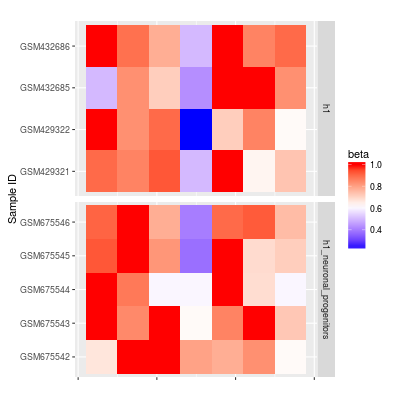 GSM432686
GSM432685
GSM429322
GSM429321
h1
GSM675546
GSM675545
GSM675544
GSM675543
GSM675542
h1_neuronal_progenitors
Sample ID
beta
1.0
0.8
0.6
0.4